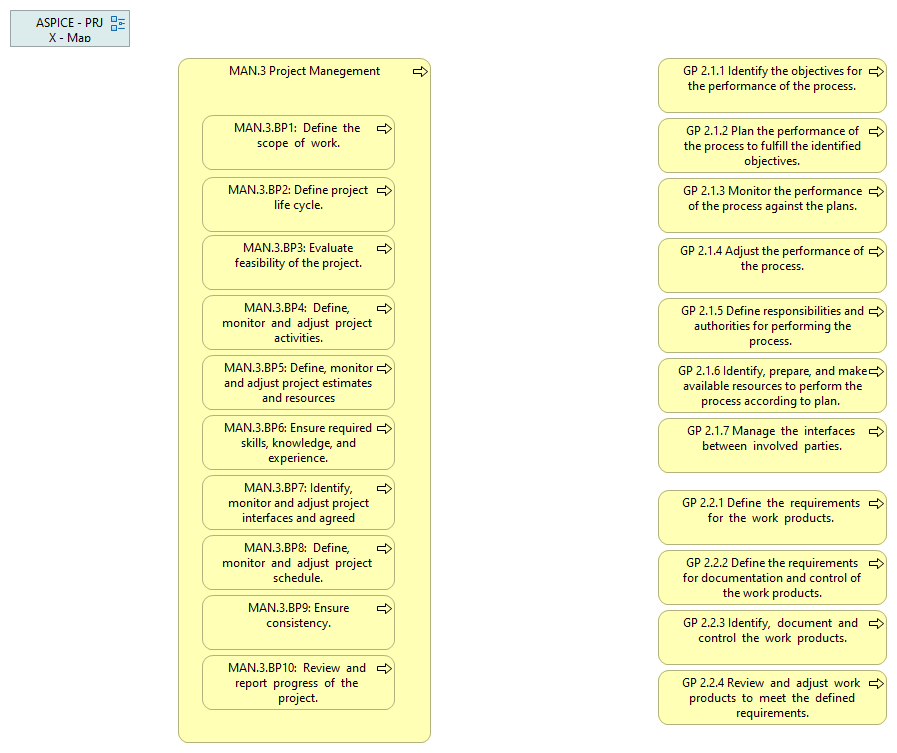 ASPICE - PRJ
X - Map
MAN.3 Project Manegement
MAN.3.BP1: Define the
scope of work.
MAN.3.BP2: Define project
life cycle.
MAN.3.BP3: Evaluate
feasibility of the project.
MAN.3.BP4: Define,
monitor and adjust project
activities.
MAN.3.BP5: Define, monitor
and adjust project estimates
and resources
MAN.3.BP6: Ensure required
skills, knowledge, and
experience.
MAN.3.BP7: Identify,
monitor and adjust project
interfaces and agreed
MAN.3.BP8: Define,
monitor and adjust project
schedule.
MAN.3.BP9: Ensure
consistency.
MAN.3.BP10: Review and
report progress of the
project.
GP 2.1.1 Identify the objectives for
the performance of the process.
GP 2.1.2 Plan the performance of
the process to fulfill the identified
objectives.
GP 2.1.3 Monitor the performance
of the process against the plans.
GP 2.1.4 Adjust the performance of
the process.
GP 2.1.5 Define responsibilities and
authorities for performing the
process.
GP 2.1.6 Identify, prepare, and make
available resources to perform the
process according to plan.
GP 2.1.7 Manage the interfaces
between involved parties.
GP 2.2.1 Define the requirements
for the work products.
GP 2.2.2 Define the requirements
for documentation and control of
the work products.
GP 2.2.3 Identify, document and
control the work products.
GP 2.2.4 Review and adjust work
products to meet the defined
requirements.